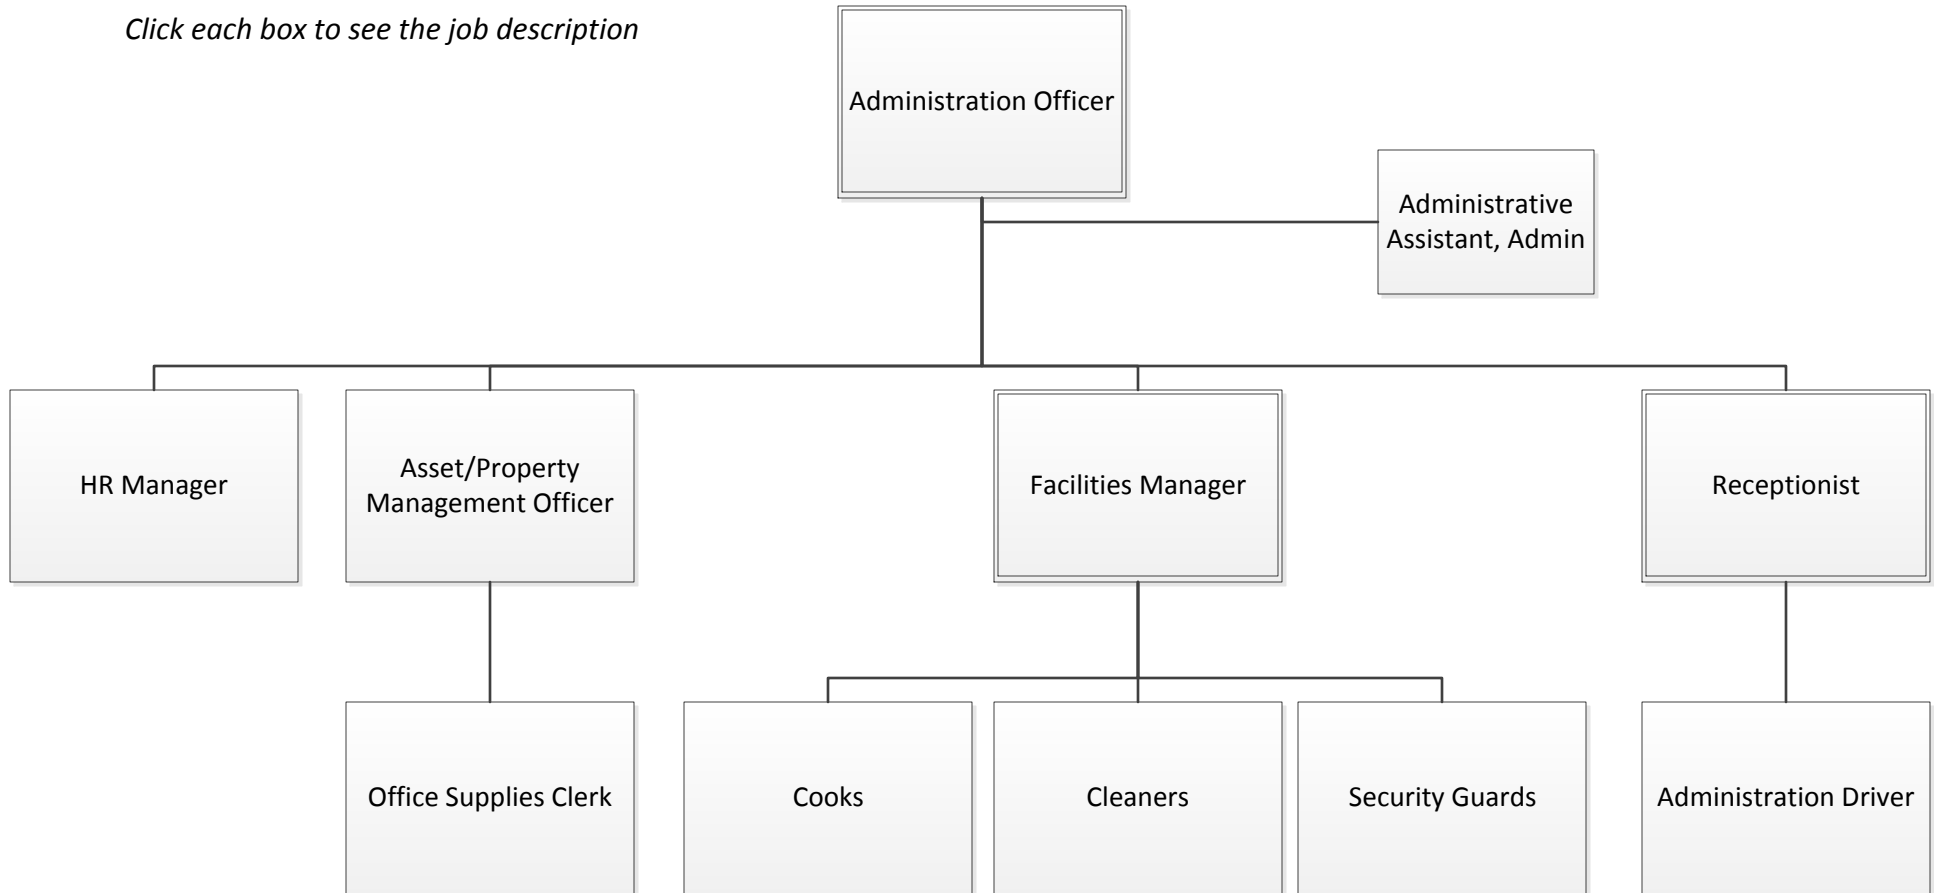 Click each box to see the job description
Administration Officer
Administrative
Assistant, Admin
HR Manager
Asset/Property
Management Officer
Facilities Manager
Receptionist
Office Supplies Clerk
Cooks
Cleaners
Security Guards
Administration Driver